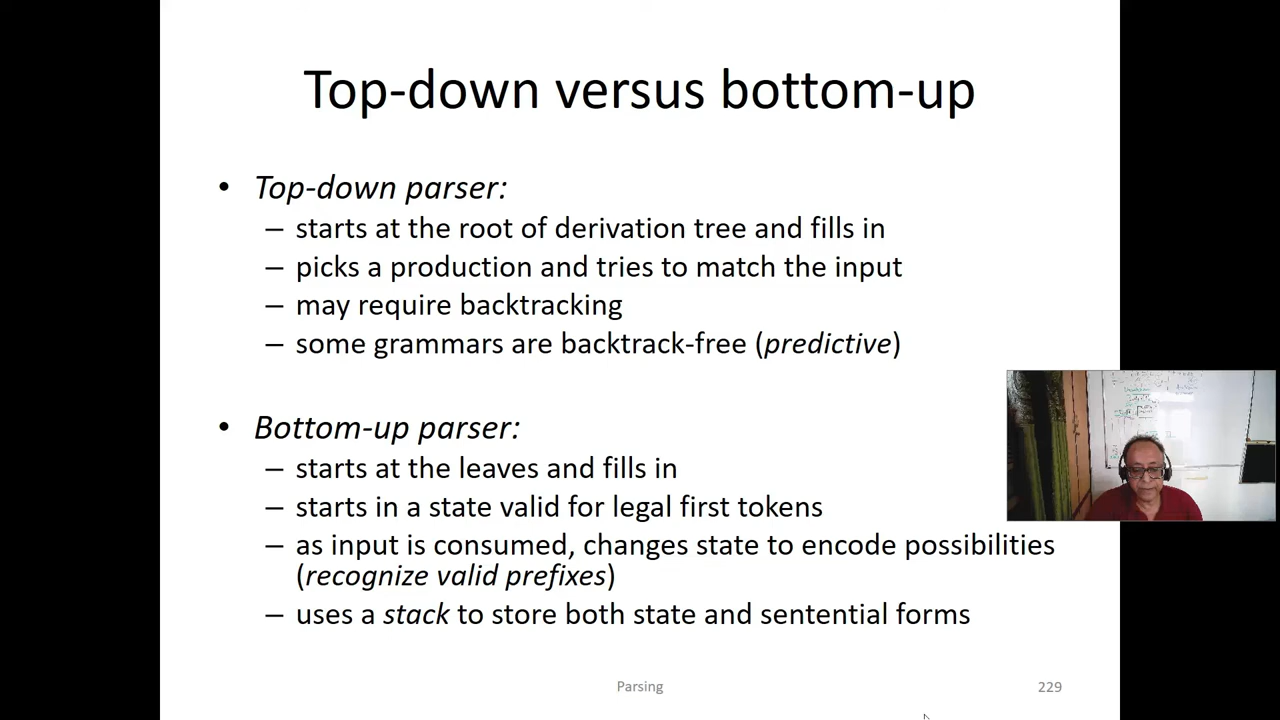 Top-down versus bottom-up
• Top-down parser:
– starts at the root of derivation tree and fills in
– picks a production and tries to match the input
– may require backtracking
– some grammars are backtrack-free (predictive)
• Bottom-up parser:
– starts at the leaves and fills in
– starts in a state valid for legal first tokens
– as input is consumed, changes state to encode possibilities
(recognize valid prefixes)
– uses a stack to store both state and sentential forms
Parsing
229